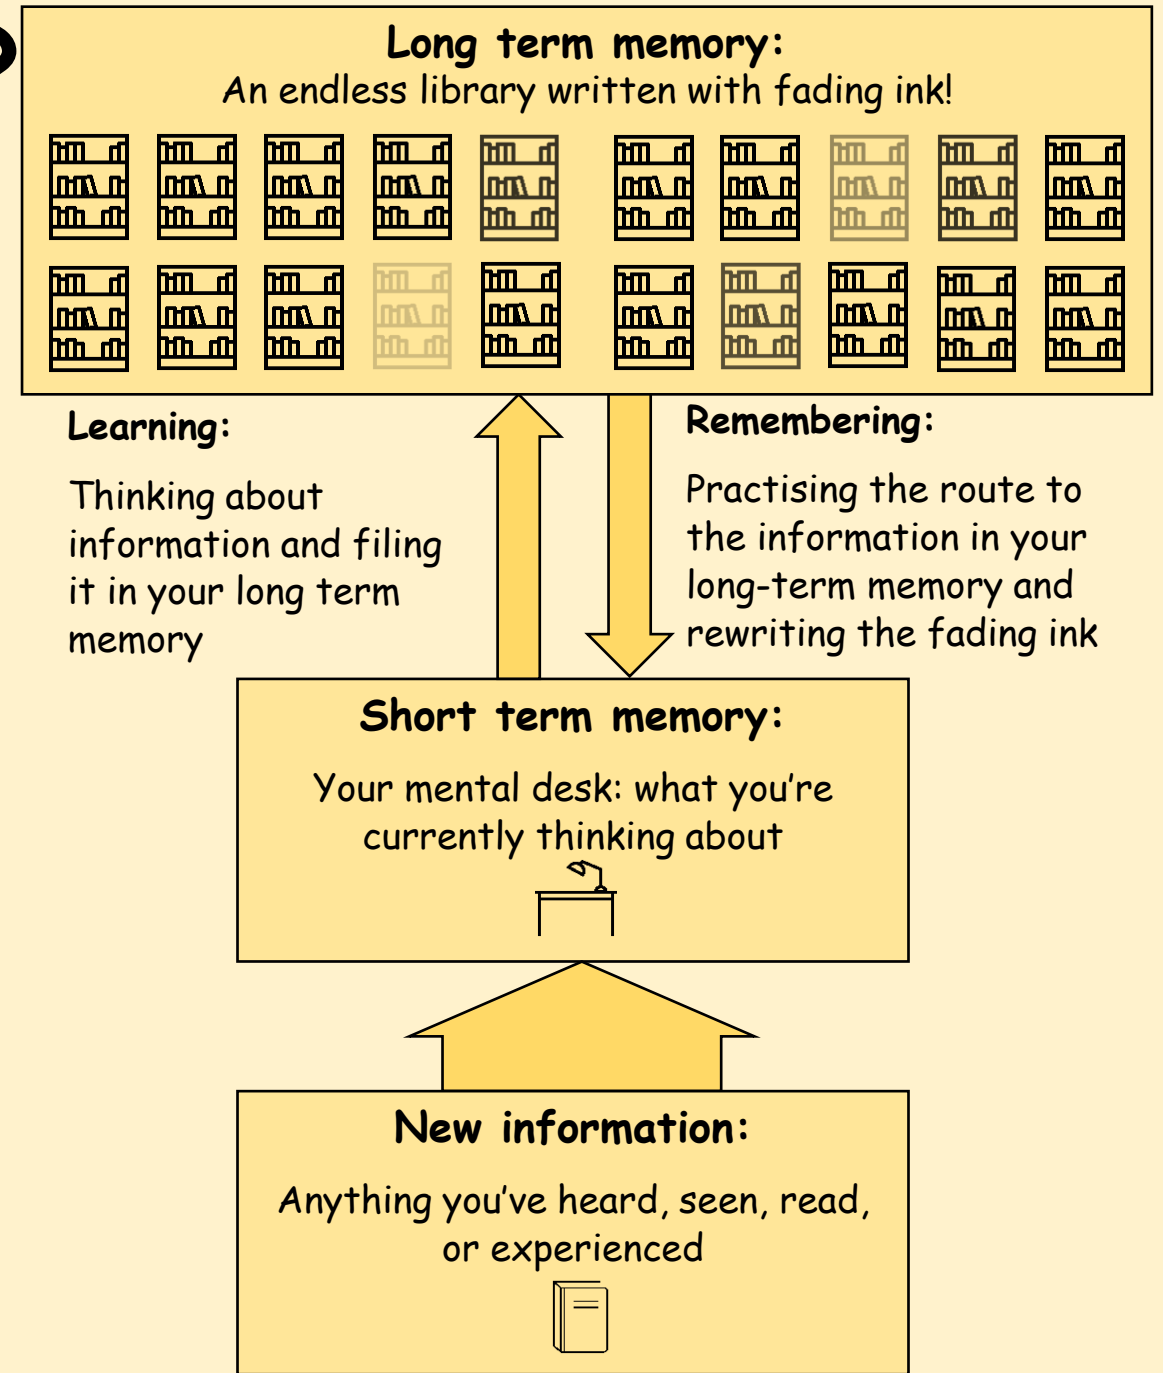 Long term memory:
An endless library written with fading ink!
Learning:
Thinking about
information and filing
it in your long term
memory
Remembering:
Practising the route to
the information in your
long-term memory and
rewriting the fading ink
Short term memory:
Your mental desk: what you're
currently thinking about
New information:
Anything you've heard, seen, read,
or experienced